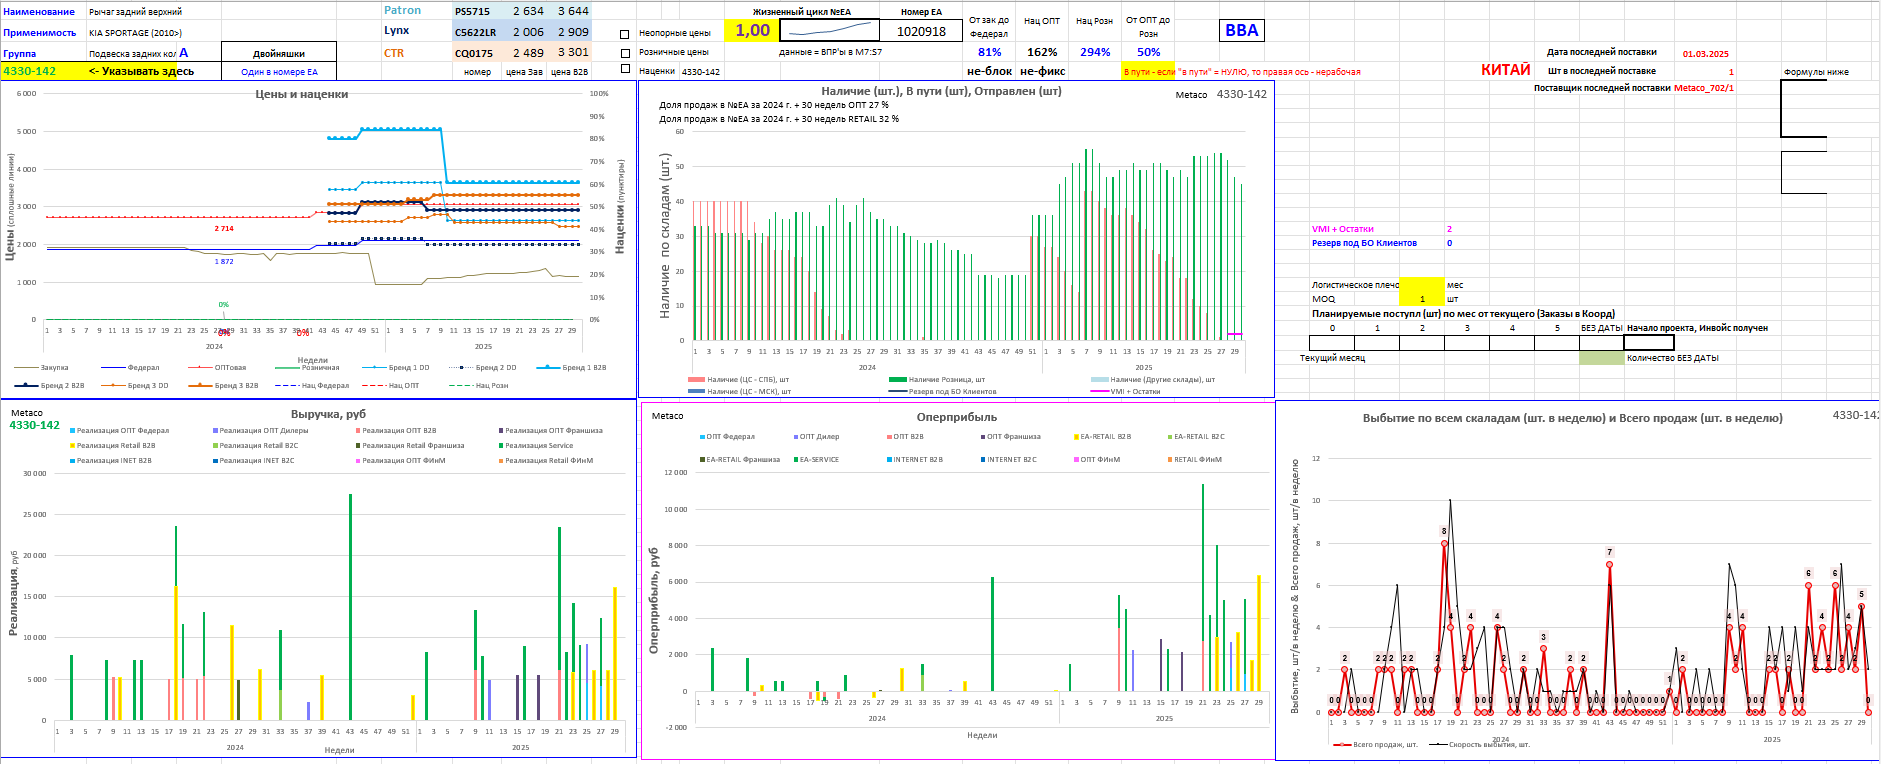 Наименование Рычаг задний верхний
Применимость KIA SPORTAGE (2010>)
Группа Подвеска задних кол А Двойняшки
4330-142 <- Указывать здесь Один в номере ЕА
Patron PS5715 2 634 3 644
Lynx C5622LR 2 006 2 909
CTR CQ0175 2 489 3 301
номер цена Зав цена B2B
Жизненный цикл №ЕА Номер ЕА
Неопорные цены 1,00 1020918
Розничные цены данные = ВПР'ы в M7:S7
Наценки 4330-142
От зак до Федерал Нац ОПТ Нац Розн От ОПТ до Розн
81% 162% 294% 50%
не-блок не-фикс
В пути - если "в пути" = НУЛЮ, то правая ось - нерабочая
BBA
КИТАЙ
Дата последней поставки 01.03.2025
Шт в последней поставке 1
Поставщик последней поставки Metaco_702/1
Формулы ниже
Цены и наценки
6 000
5 000
4 000
3 000
2 000
1 000
0
100%
90%
80%
70%
60%
50%
40%
30%
20%
10%
0%
Цены (сплошные линии)
Наценки (пунктиры)
2 714
1 872
0%
0%
0%
1 3 5 7 9 11 13 15 17 19 21 23 25 27 29 31 33 35 37 39 41 43 45 47 49 51 1 3 5 7 9 11 13 15 17 19 21 23 25 27 29
2024 2025
Недели
Закупка Федерал ОПТовая Розничная Бренд 1 DD Бренд 2 DD Бренд 1 B2B
Бренд 2 B2B Бренд 3 DD Бренд 3 B2B Нац Федерал Нац ОПТ Нац Розн
Наличие (шт.), В пути (шт), Отправлен (шт)
Metaco 4330-142
Доля продаж в №ЕА за 2024 г. + 30 недель ОПТ 27 %
Доля продаж в №ЕА за 2024 г. + 30 недель RETAIL 32 %
Наличие по складам (шт.)
60
50
40
30
20
10
0
1 3 5 7 9 11 13 15 17 19 21 23 25 27 29 31 33 35 37 39 41 43 45 47 49 51 1 3 5 7 9 11 13 15 17 19 21 23 25 27 29
2024 2025
Наличие (ЦС - СПБ), шт Наличие Розница, шт Наличие (Другие склады), шт
Наличие (ЦС - МСК), шт Резерв под БО Клиентов VMI + Остатки
VMI + Остатки 2
Резерв под БО Клиентов 0
Логистическое плечо мес
MOQ 1 шт
Планируемые поступл (шт) по мес от текущего (Заказы в Коорд)
0 1 2 3 4 5 БЕЗ ДАТЫ Начало проекта, Инвойс получен
Текущий месяц Количество БЕЗ ДАТЫ
Metaco
4330-142
Выручка, руб
Реализация ОПТ Федерал Реализация ОПТ Дилеры Реализация ОПТ B2B Реализация ОПТ Франшиза
Реализация Retail B2B Реализация Retail B2C Реализация Retail Франшиза Реализация Service
Реализация INET B2B Реализация INET B2C Реализация ОПТ ФИнМ Реализация Retail ФИнМ
Реализация, руб
30 000
25 000
20 000
15 000
10 000
5 000
0
1 3 5 7 9 11 13 15 17 19 21 23 25 27 29 31 33 35 37 39 41 43 45 47 49 51 1 3 5 7 9 11 13 15 17 19 21 23 25 27 29
2024 2025
Недели
Metaco
Оперприбыль
ОПТ Федерал ОПТ Дилер ОПТ B2B ОПТ Франшиза EA-RETAIL B2B EA-RETAIL B2C
EA-RETAIL Франшиза EA-SERVICE INTERNET B2B INTERNET B2C ОПТ ФИнМ RETAIL ФИнМ
Оперприбыль, руб
12 000
10 000
8 000
6 000
4 000
2 000
0
-2 000
1 3 5 7 9 11 13 15 17 19 21 23 25 27 29 31 33 35 37 39 41 43 45 47 49 51 1 3 5 7 9 11 13 15 17 19 21 23 25 27 29
2024 2025
Недели
Выбытие по всем скаладам (шт. в неделю) и Всего продаж (шт. в неделю)
4330-142
Выбытие, шт/в неделю & Всего продаж, шт/в неделю
12
10
8
6
4
2
0
1 3 5 7 9 11 13 15 17 19 21 23 25 27 29 31 33 35 37 39 41 43 45 47 49 51 1 3 5 7 9 11 13 15 17 19 21 23 25 27 29
2024 2025
Всего продаж, шт. Скорость выбытия, шт.